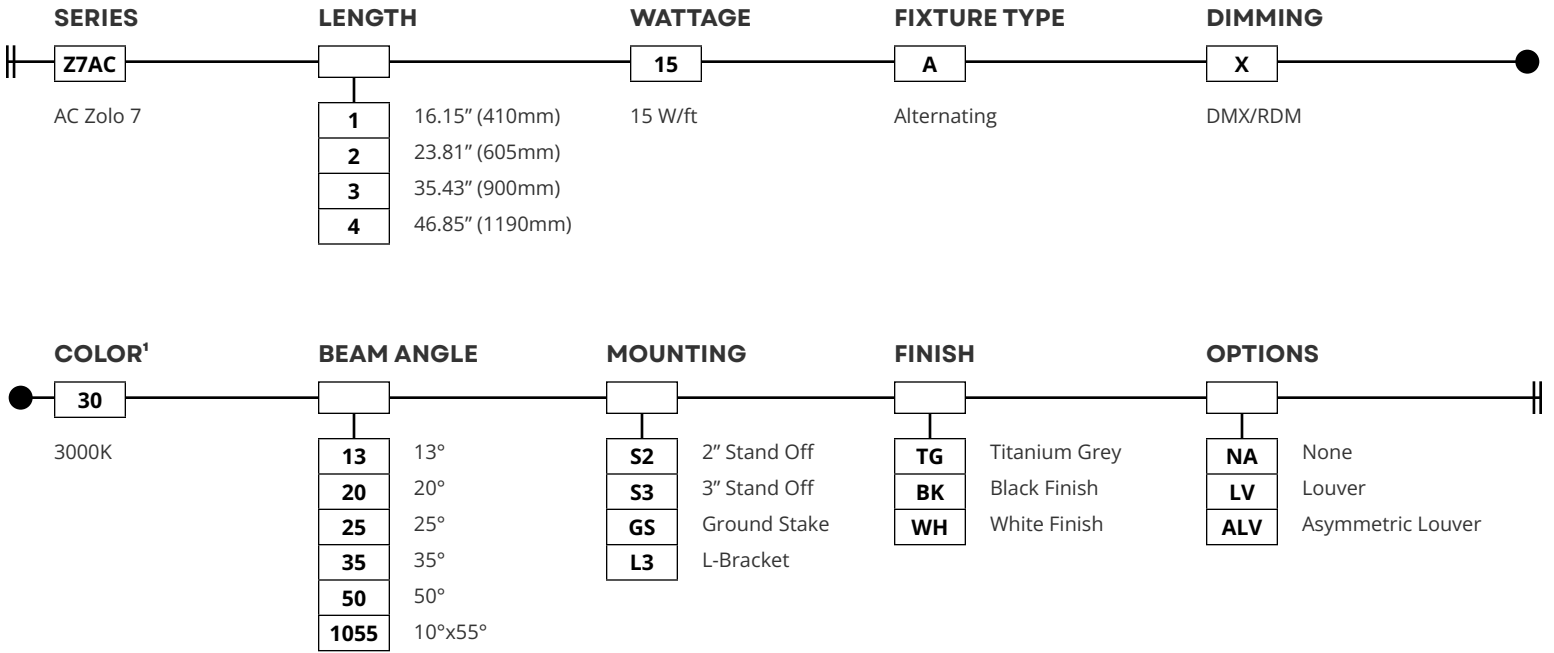 SERIES LENGTH WATTAGE FIXTURE TYPE DIMMING
Z7AC 15 A X
AC Zolo 7 1 16.15” (410mm) 15 W/ft Alternating DMX/RDM
2 23.81” (605mm)
3 35.43” (900mm)
4 46.85” (1190mm)
COLOR¹ BEAM ANGLE MOUNTING FINISH OPTIONS
30
3000K 13 13° S2 2” Stand Off TG Titanium Grey NA None
20 20° S3 3” Stand Off BK Black Finish LV Louver
25 25° GS Ground Stake WH White Finish ALV Asymmetric Louver
35 35° L3 L-Bracket
50 50°
1055 10°x55°